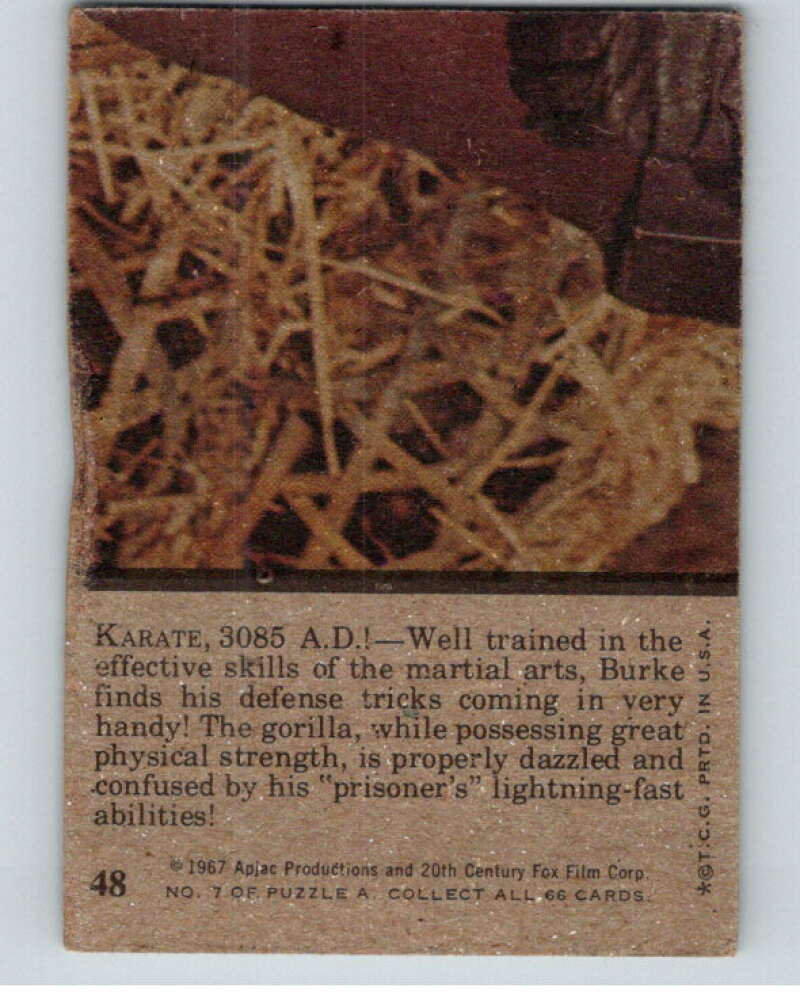 KARATE, 3085 A.D.!—Well trained in the
effective skills of the martial arts, Burke
finds his defense tricks coming in very
handy! The gorilla, while possessing great
physical strength, is properly dazzled and
confused by his "prisoner's" lightning-fast
abilities!
48
© 1967 Apjac Productions and 20th Century Fox Film Corp.
NO. 7 OF PUZZLE A. COLLECT ALL 66 CARDS.
*©T.C.G. PRTD. IN U.S.A.